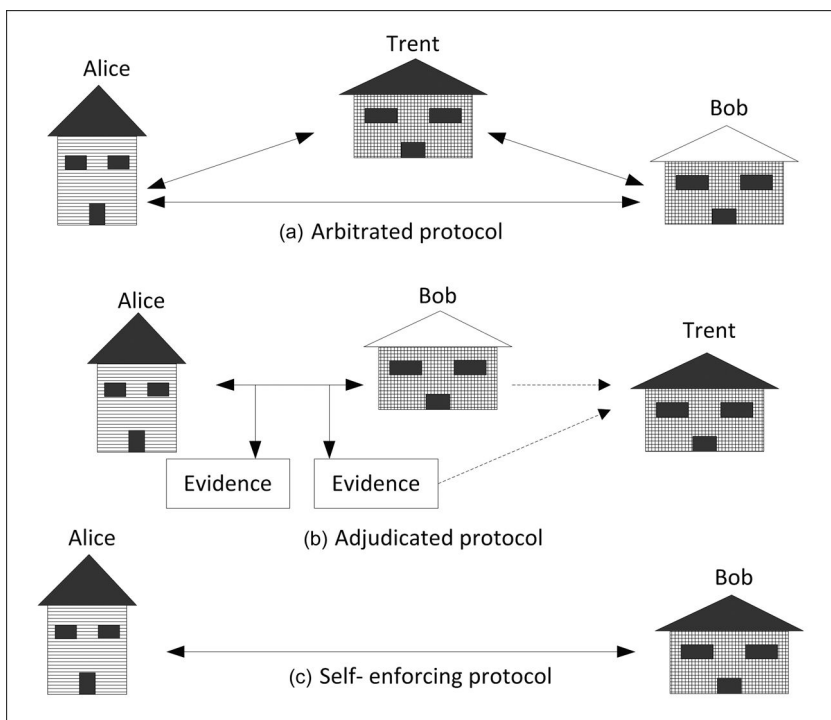 Trent
Alice
Bob
(a) Arbitrated protocol
Alice
Bob
Trent
Evidence
Evidence
(b) Adjudicated protocol
Alice
Bob
(c) Self- enforcing protocol